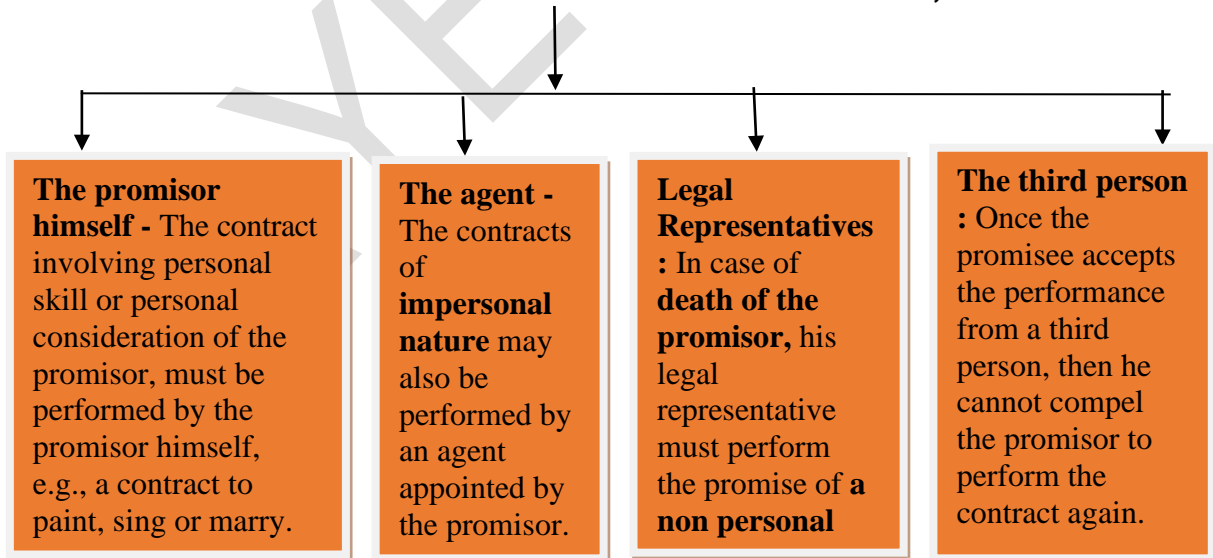 YE
The promisor
himself - The contract
involving personal
skill or personal
consideration of the
promisor, must be
performed by the
promisor himself,
e.g., a contract to
paint, sing or marry.
The agent -
The contracts
of
impersonal
nature may
also be
performed by
an agent
appointed by
the promisor.
Legal
Representatives
: In case of
death of the
promisor, his
legal
representative
must perform
the promise of a
non personal
The third person
: Once the
promisee accepts
the performance
from a third
person, then he
cannot compel
the promisor to
perform the
contract again.